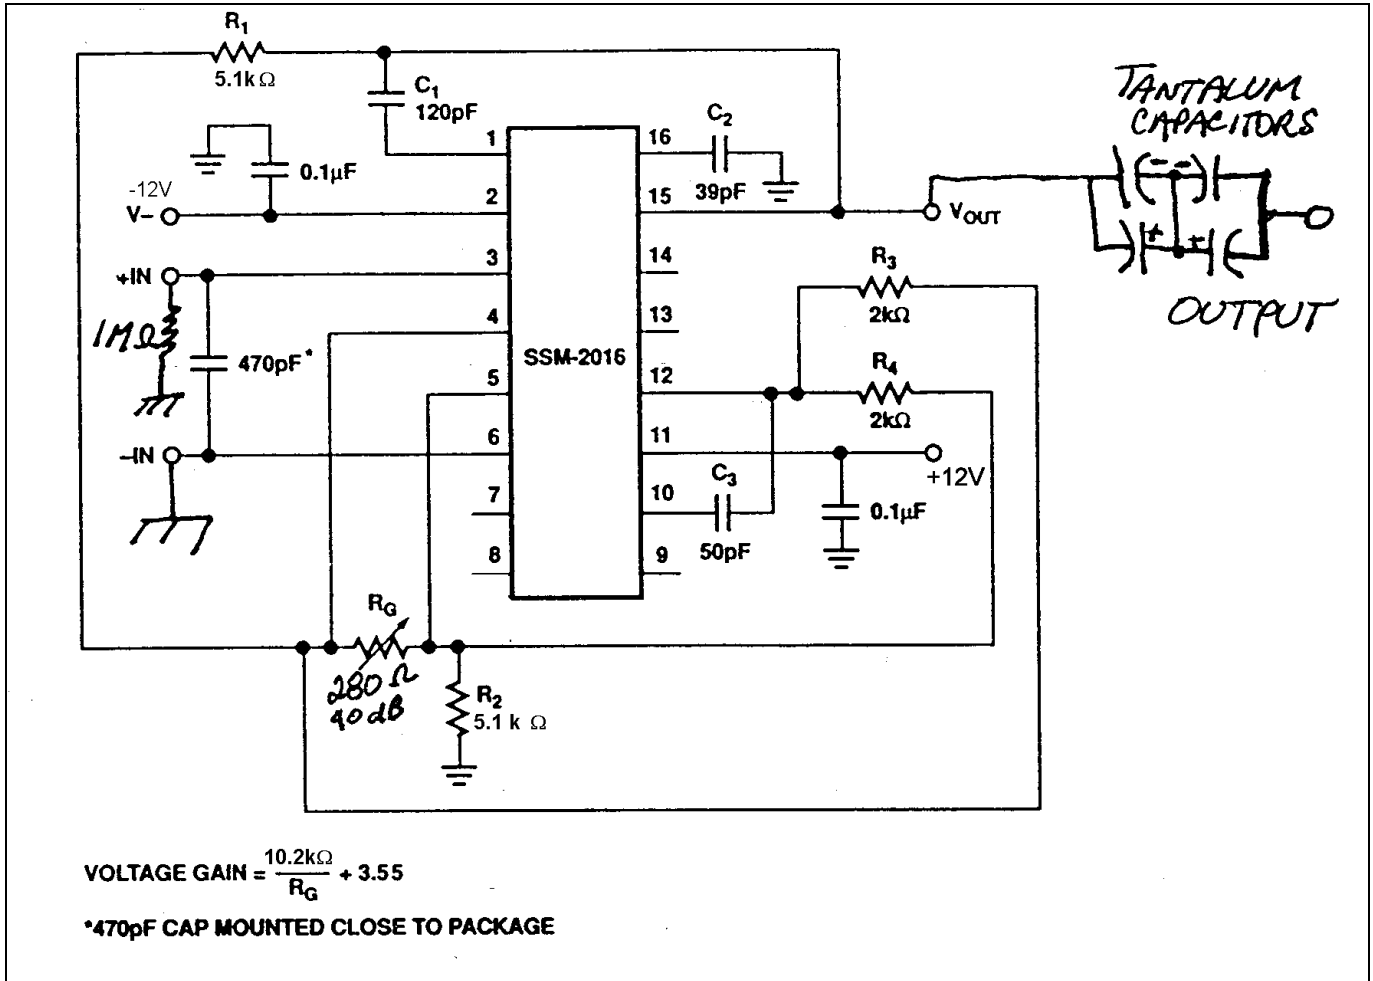 R1
5.1kΩ
C1
120pF
TANTALUM
CAPACITORS
C2
39pF
0.1µF
-12V
V–
+IN
1MΩ
470pF*
–IN
1
2
3
4
5
6
7
8
SSM-2016
16
15
14
13
12
11
10
9
VOUT
- -
+ +
OUTPUT
R3
2kΩ
R4
2kΩ
+12V
C3
50pF
0.1µF
RG
280Ω
40dB
R2
5.1 k Ω
VOLTAGE GAIN = 10.2kΩ / RG + 3.55
*470pF CAP MOUNTED CLOSE TO PACKAGE